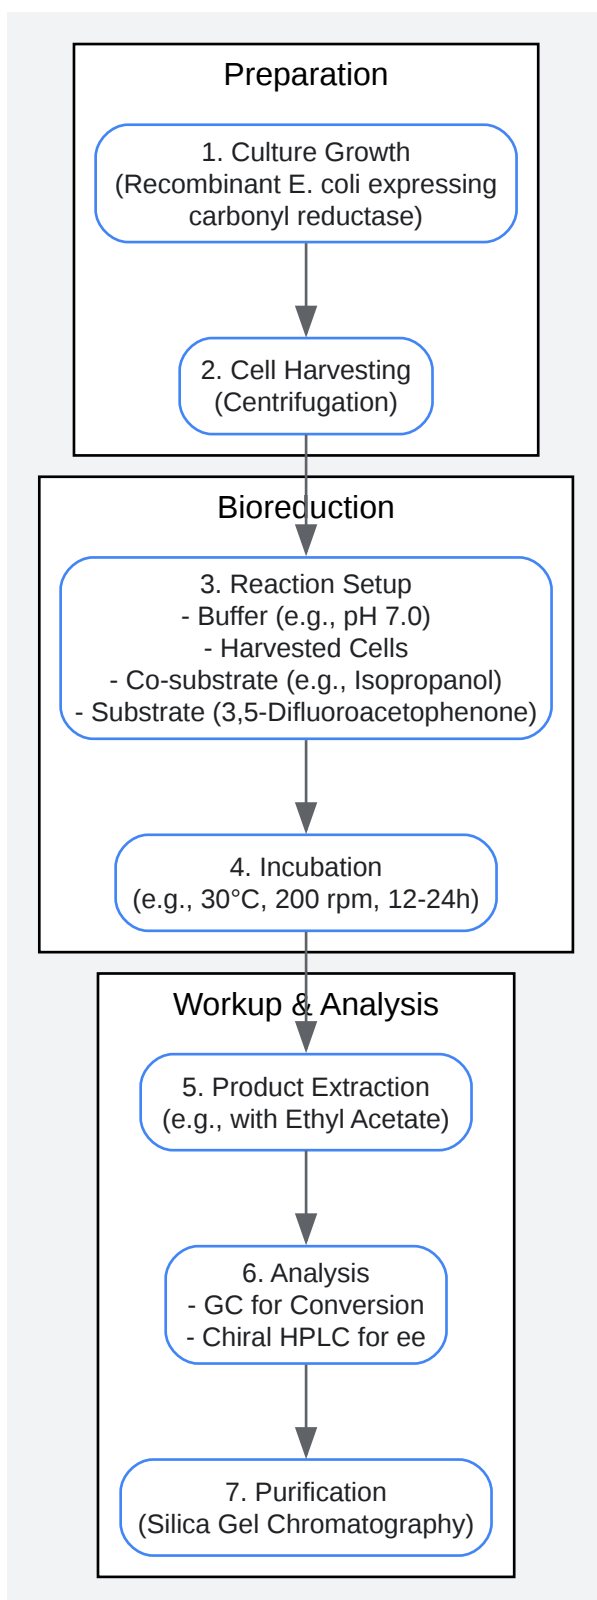 Preparation
1. Culture Growth
(Recombinant E. coli expressing
carbonyl reductase)
2. Cell Harvesting
(Centrifugation)
Bioreduction
3. Reaction Setup
- Buffer (e.g., pH 7.0)
- Harvested Cells
- Co-substrate (e.g., Isopropanol)
- Substrate (3,5-Difluoroacetophenone)
4. Incubation
(e.g., 30°C, 200 rpm, 12-24h)
Workup & Analysis
5. Product Extraction
(e.g., with Ethyl Acetate)
6. Analysis
- GC for Conversion
- Chiral HPLC for ee
7. Purification
(Silica Gel Chromatography)